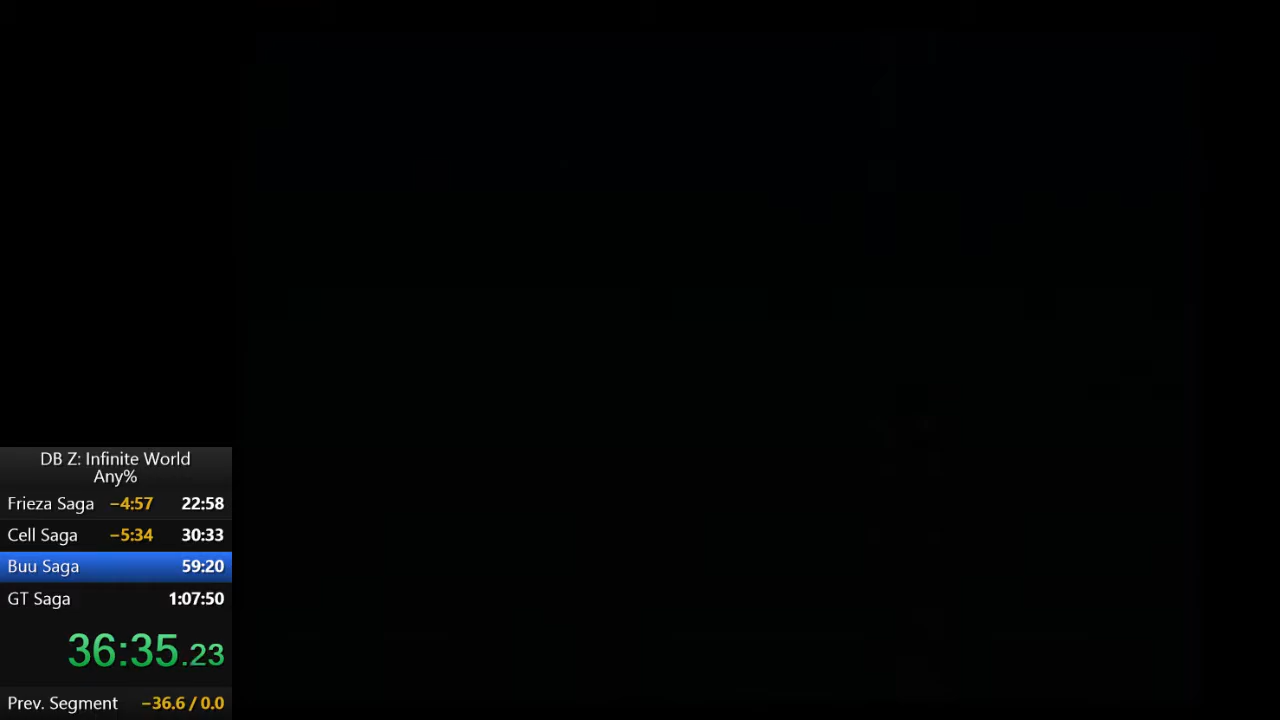 DB Z: Infinite World
Any%
Frieza Saga −4:57 22:58
Cell Saga −5:34 30:33
Buu Saga 59:20
GT Saga 1:07:50
36:35.23
Prev. Segment −36.6 / 0.0